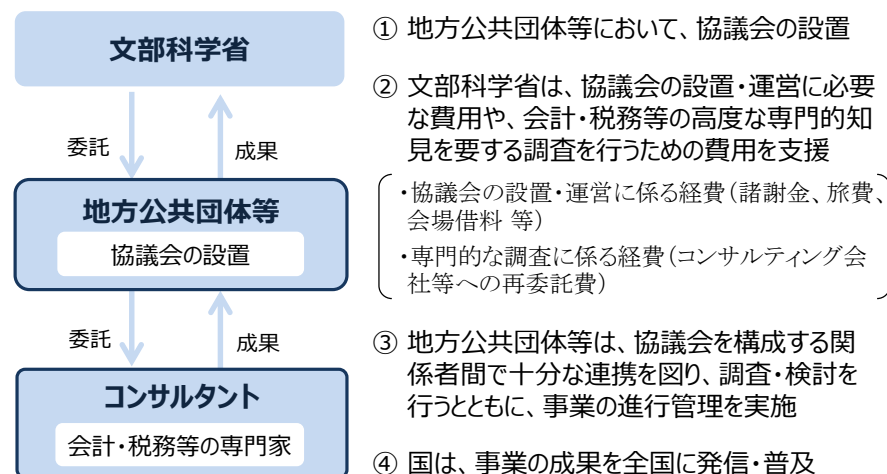 文部科学省
委託
成果
地方公共団体等
協議会の設置
委託
成果
コンサルタント
会計・税務等の専門家
① 地方公共団体等において、協議会の設置
② 文部科学省は、協議会の設置・運営に必要
な費用や、会計・税務等の高度な専門的知
見を要する調査を行うための費用を支援
・協議会の設置・運営に係る経費（諸謝金、旅費、
会場借料 等）
・専門的な調査に係る経費（コンサルティング会
社等への再委託費）
③ 地方公共団体等は、協議会を構成する関
係者間で十分な連携を図り、調査・検討を
行うとともに、事業の進行管理を実施
④ 国は、事業の成果を全国に発信・普及